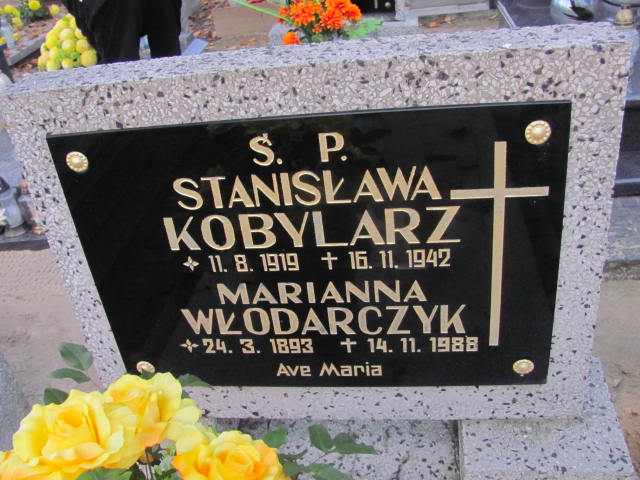 Ś. P.
STANISŁAWA
KOBYLARZ
11. 8. 1919 16. 11. 1942
MARIANNA
WŁODARCZYK
24. 3. 1893 14. 11. 1988
AVE MARIA